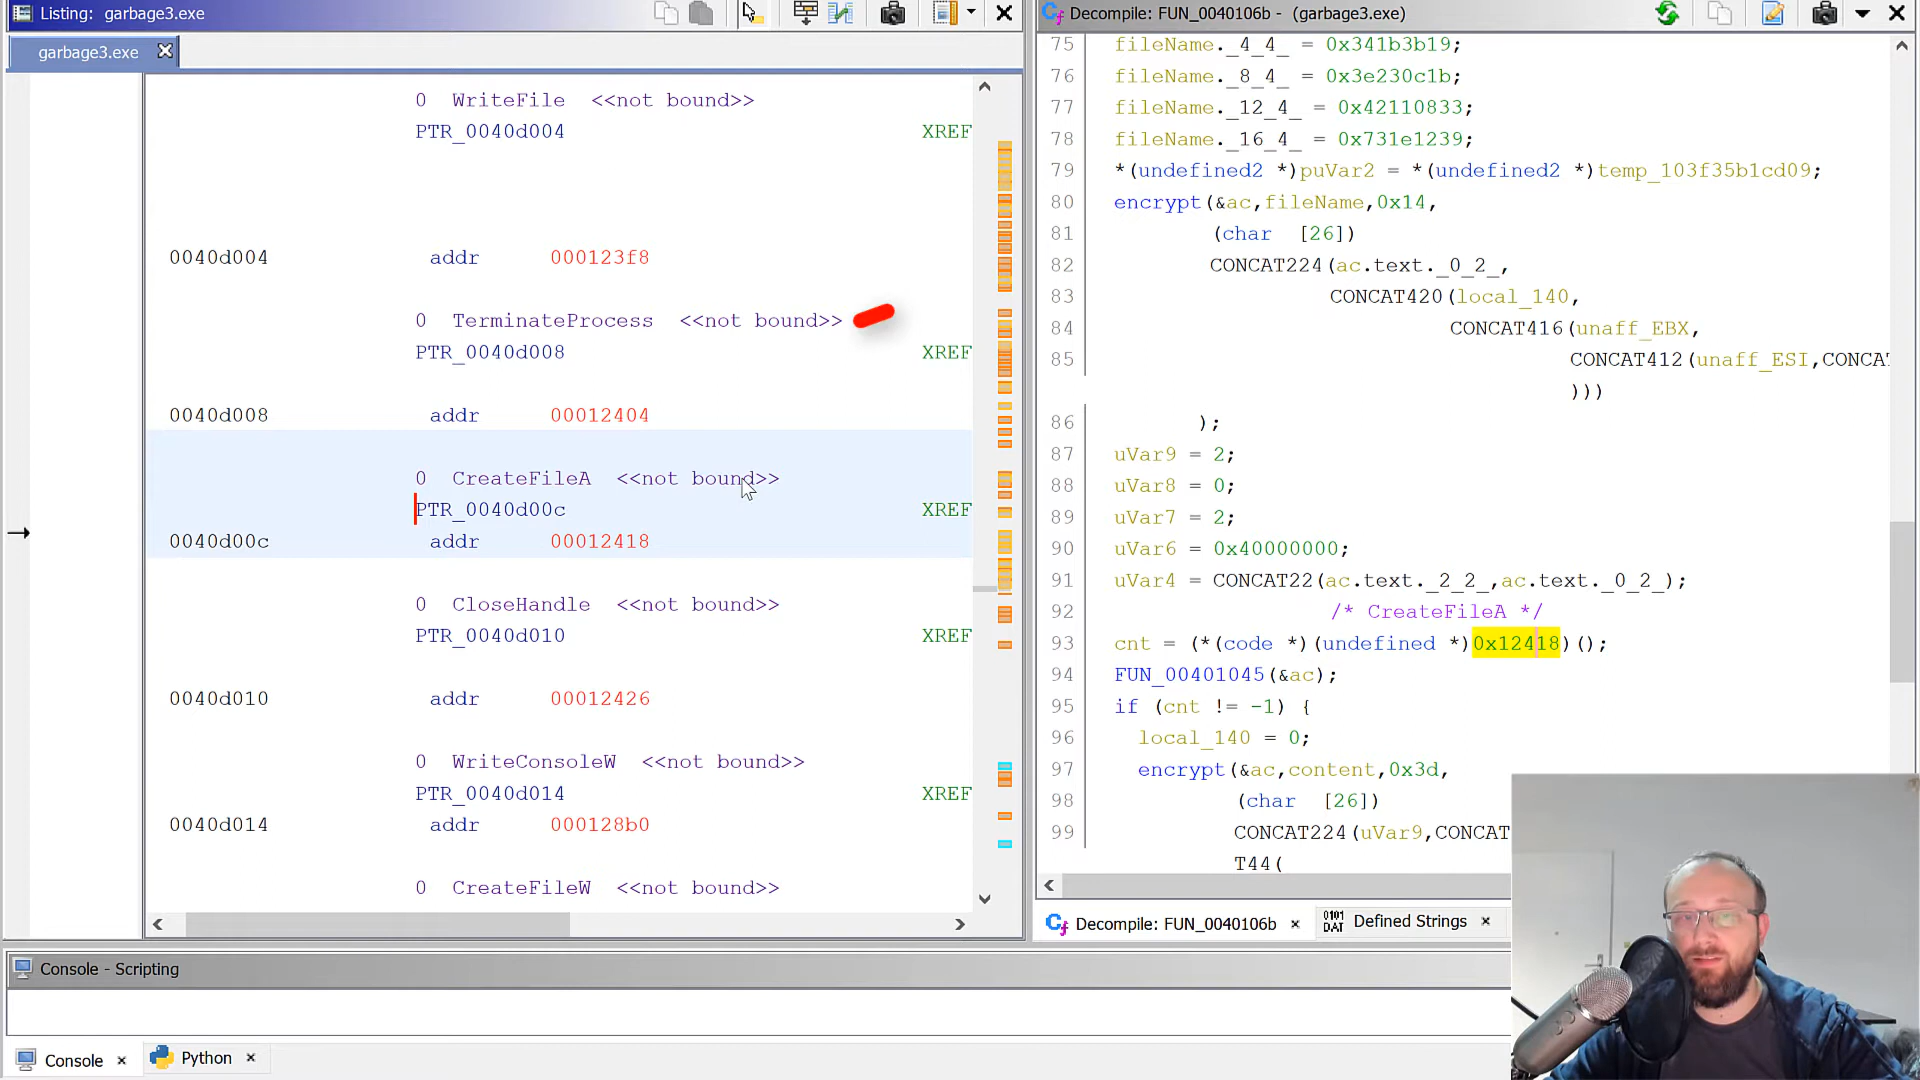 Listing: garbage3.exe
garbage3.exe
0 WriteFile <<not bound>>
PTR_0040d004 XREF
0040d004 addr 000123f8
0 TerminateProcess <<not bound>>
PTR_0040d008 XREF
0040d008 addr 00012404
0 CreateFileA <<not bound>>
PTR_0040d00c XREF
0040d00c addr 00012418
0 CloseHandle <<not bound>>
PTR_0040d010 XREF
0040d010 addr 00012426
0 WriteConsoleW <<not bound>>
PTR_0040d014 XREF
0040d014 addr 000128b0
0 CreateFileW <<not bound>>
Decompile: FUN_0040106b - (garbage3.exe)
75 fileName._4_4_ = 0x341b3b19;
76 fileName._8_4_ = 0x3e230c1b;
77 fileName._12_4_ = 0x42110833;
78 fileName._16_4_ = 0x731e1239;
79 *(undefined2 *)puVar2 = *(undefined2 *)temp_103f35b1cd09;
80 encrypt(&ac,fileName,0x14,
81 (char [26])
82 CONCAT224(ac.text._0_2_,
83 CONCAT420(local_140,
84 CONCAT416(unaff_EBX,
85 CONCAT412(unaff_ESI,CONCA
)))
86 );
87 uVar9 = 2;
88 uVar8 = 0;
89 uVar7 = 2;
90 uVar6 = 0x40000000;
91 uVar4 = CONCAT22(ac.text._2_2_,ac.text._0_2_);
92 /* CreateFileA */
93 cnt = (*(code *)(undefined *)0x12418)();
94 FUN_00401045(&ac);
95 if (cnt != -1) {
96 local_140 = 0;
97 encrypt(&ac,content,0x3d,
98 (char [26])
99 CONCAT224(uVar9,CONC
T44(
Decompile: FUN_0040106b
Defined Strings
Console - Scripting
Console
Python